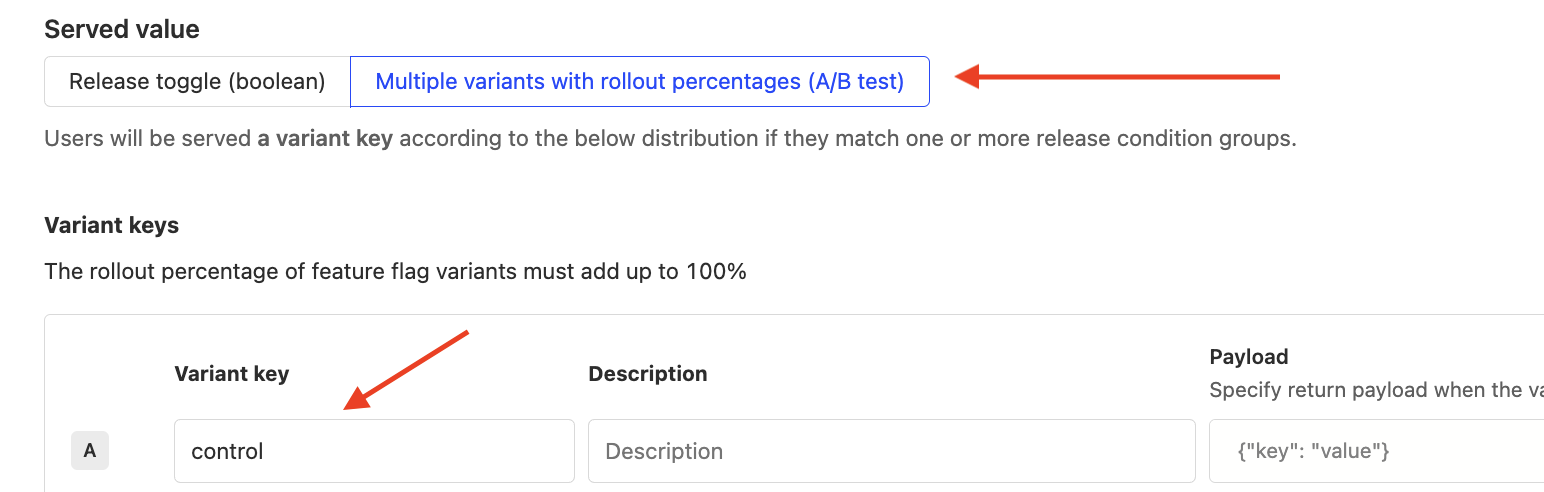 Served value
Release toggle (boolean) Multiple variants with rollout percentages (A/B test)
Users will be served a variant key according to the below distribution if they match one or more release condition groups.
Variant keys
The rollout percentage of feature flag variants must add up to 100%
Payload
Variant key Description
Specify return payload when the
A control Description {"key": "value"}